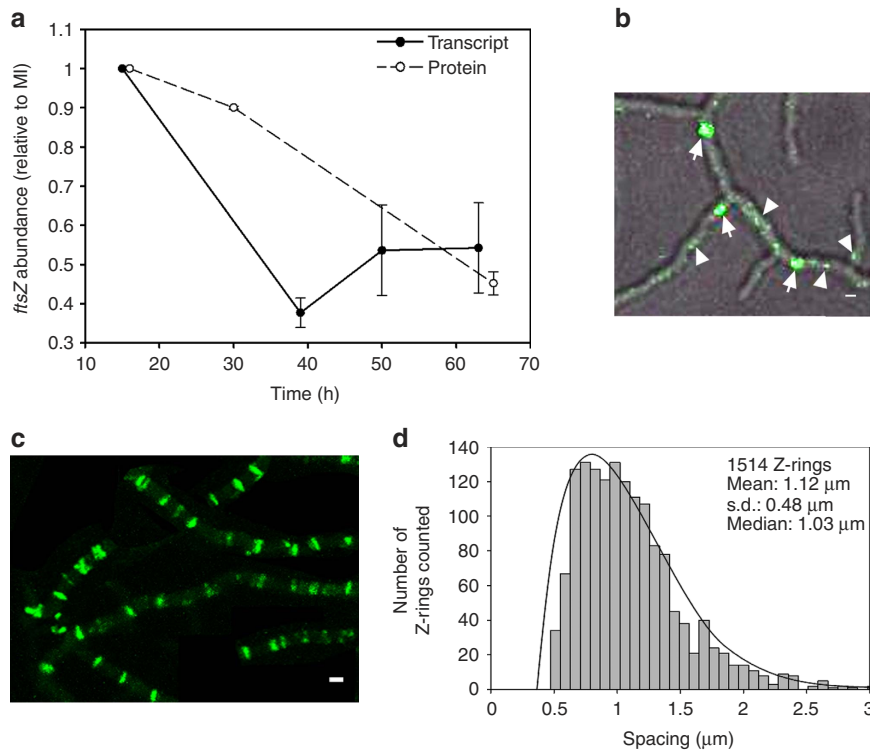 a
1.1
1
0.9
0.8
0.7
0.6
0.5
0.4
0.3
ftsZ abundance (relative to MI)
Transcript
Protein
10 20 30 40 50 60 70
Time (h)
b
c
d
140
120
100
80
60
40
20
0
Number of
Z-rings counted
1514 Z-rings
Mean: 1.12 μm
s.d.: 0.48 μm
Median: 1.03 μm
0 0.5 1 1.5 2 2.5 3
Spacing (μm)